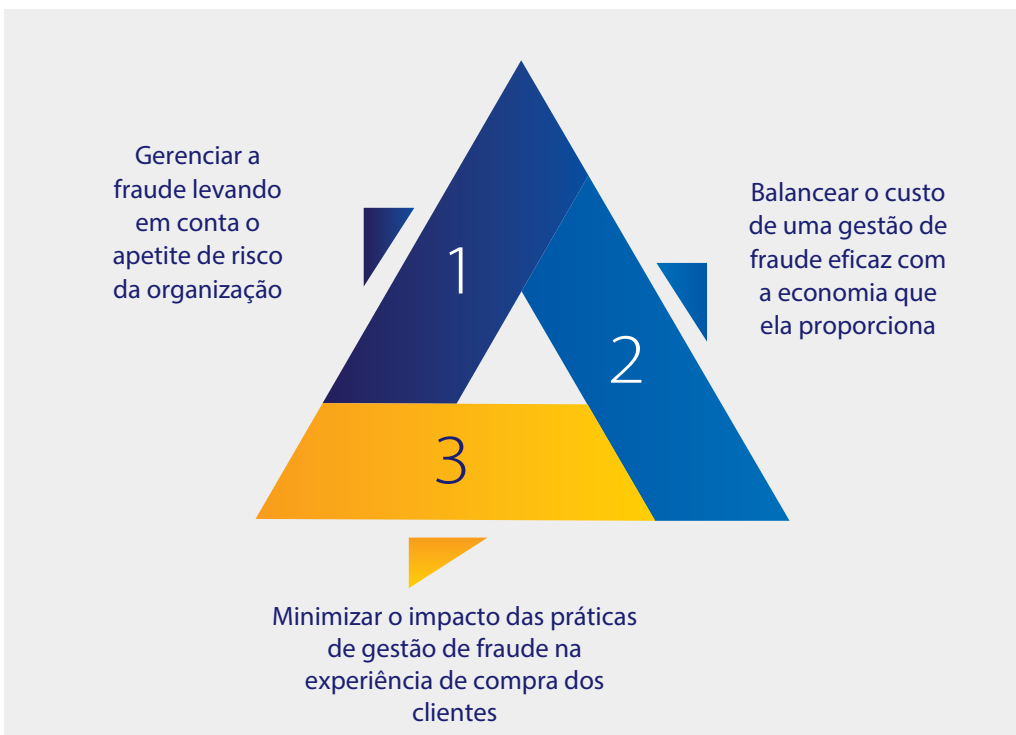 Gerenciar a
fraude levando
em conta o
apetite de risco
da organização
1
Balancear o custo
de uma gestão de
fraude eficaz com
a economia que
ela proporciona
2
3
Minimizar o impacto das práticas
de gestão de fraude na
experiência de compra dos
clientes